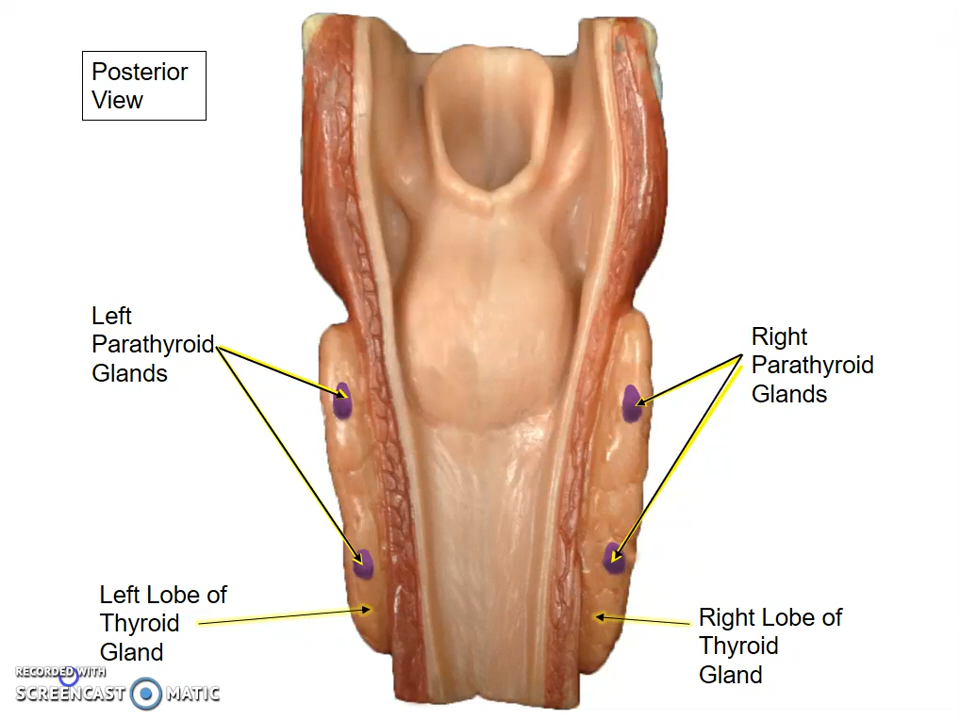 Posterior
View
Left
Parathyroid
Glands
Right
Parathyroid
Glands
Left Lobe of
Thyroid
Gland
Right Lobe of
Thyroid
Gland
RECORDED WITH
SCREENCAST MATIC